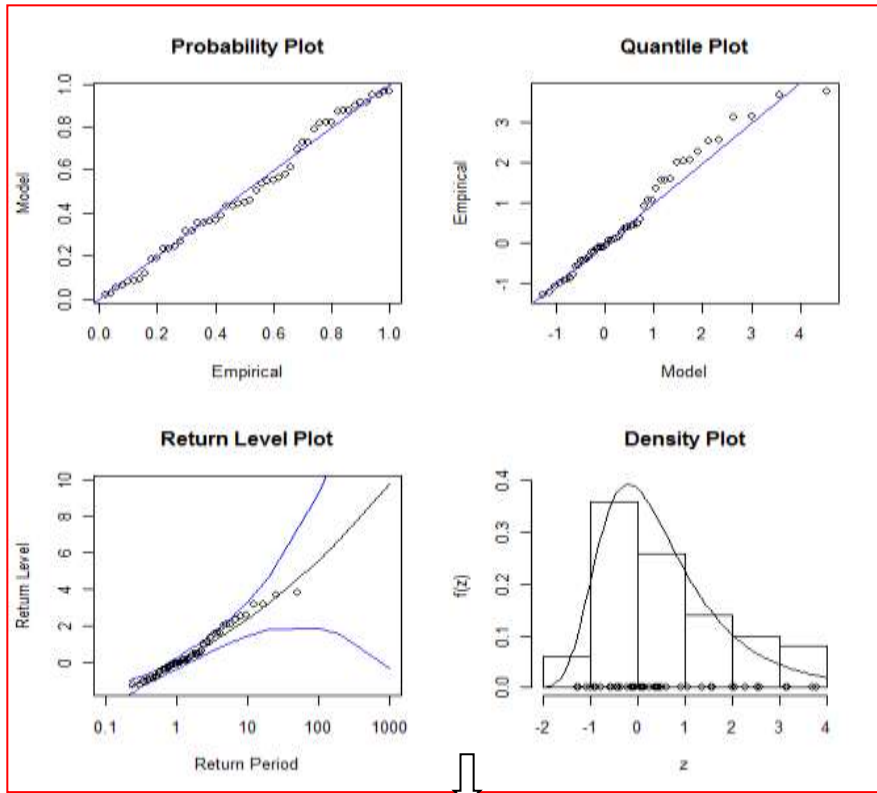 Probability Plot
Model
0.0 0.2 0.4 0.6 0.8 1.0
0.0 0.2 0.4 0.6 0.8 1.0
Empirical
Quantile Plot
Empirical
-1 0 1 2 3
-1 0 1 2 3 4
Model
Return Level Plot
Return Level
0 2 4 6 8 10
0.1 1 10 100 1000
Return Period
Density Plot
f(z)
0.0 0.1 0.2 0.3 0.4
-2 -1 0 1 2 3 4
z